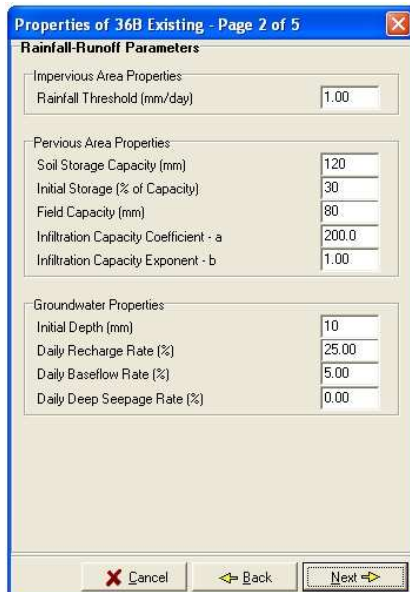 Properties of 36B Existing - Page 2 of 5
Rainfall-Runoff Parameters
Impervious Area Properties
Rainfall Threshold (mm/day) 1.00
Pervious Area Properties
Soil Storage Capacity (mm) 120
Initial Storage (% of Capacity) 30
Field Capacity (mm) 80
Infiltration Capacity Coefficient - a 200.0
Infiltration Capacity Exponent - b 1.00
Groundwater Properties
Initial Depth (mm) 10
Daily Recharge Rate (%) 25.00
Daily Baseflow Rate (%) 5.00
Daily Deep Seepage Rate (%) 0.00
Cancel Back Next